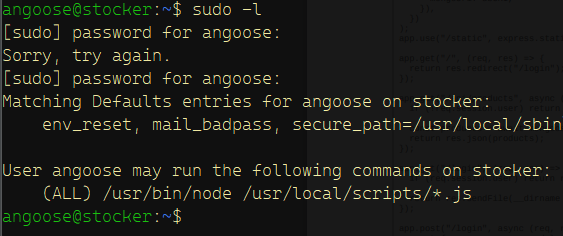 angoose@stocker:~$ sudo -l
[sudo] password for angoose:
Sorry, try again.
[sudo] password for angoose:
Matching Defaults entries for angoose on stocker:
    env_reset, mail_badpass, secure_path=/usr/local/sbin

User angoose may run the following commands on stocker:
    (ALL) /usr/bin/node /usr/local/scripts/*.js
angoose@stocker:~$